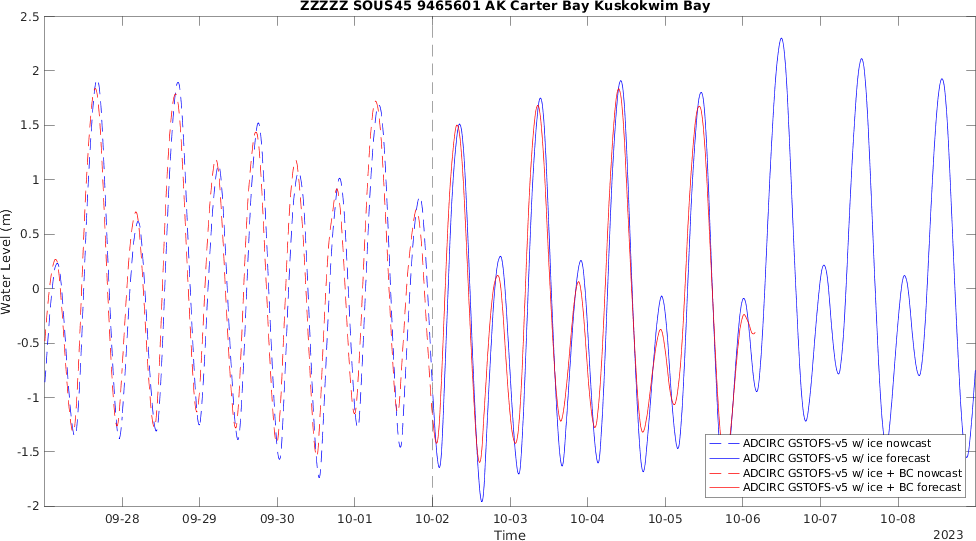 ZZZZZ SOUS45 9465601 AK Carter Bay Kuskokwim Bay
2.5
2
1.5
1
0.5
0
-0.5
-1
-1.5
-2
Water Level (m)
ADCIRC GSTOFS-v5 w/ ice nowcast
ADCIRC GSTOFS-v5 w/ ice forecast
ADCIRC GSTOFS-v5 w/ ice + BC nowcast
ADCIRC GSTOFS-v5 w/ ice + BC forecast
09-28 09-29 09-30 10-01 10-02 10-03 10-04 10-05 10-06 10-07 10-08
Time
2023